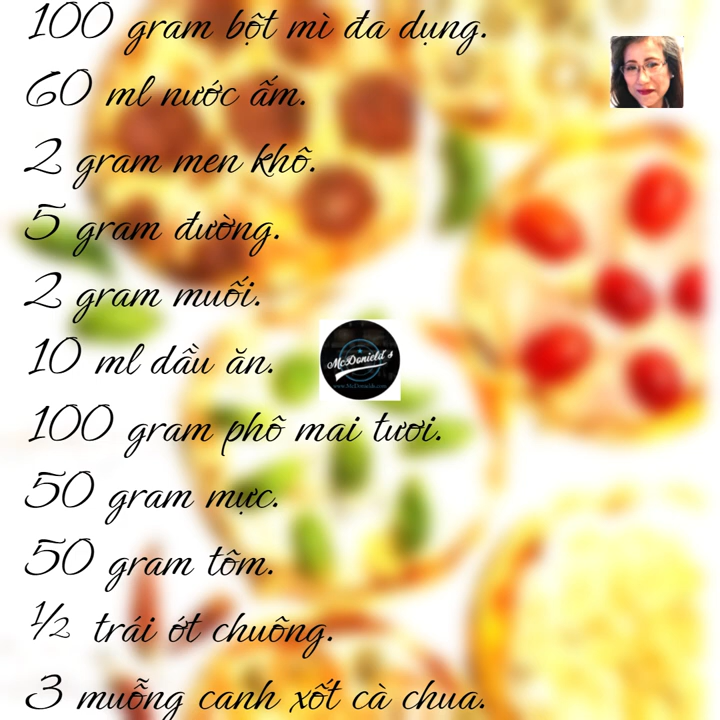 100 gram bột mì đa dụng.
60 ml nước ấm.
2 gram men khô.
5 gram đường.
2 gram muối.
10 ml dầu ăn.
McDonield's
100 gram phô mai tươi.
50 gram mực.
50 gram tôm.
½ trái ớt chuông.
3 muỗng canh xốt cà chua.